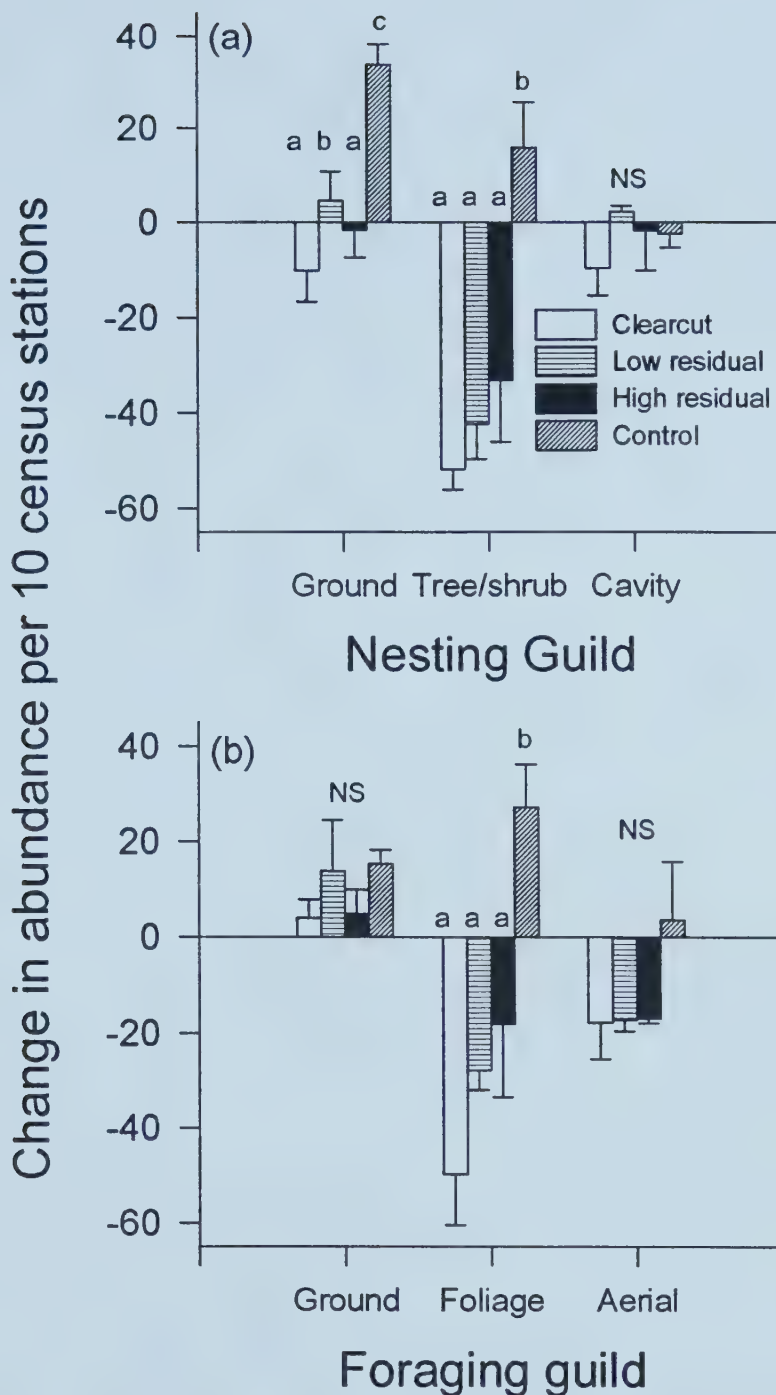 Change in abundance per 10 census stations
(a)
40
20
0
-20
-40
-60
c
b
a b a
a a a
NS
Clearcut
Low residual
High residual
Control
Ground Tree/shrub Cavity
Nesting Guild
(b)
40
20
0
-20
-40
-60
b
NS
NS
a a a
Ground Foliage Aerial
Foraging guild